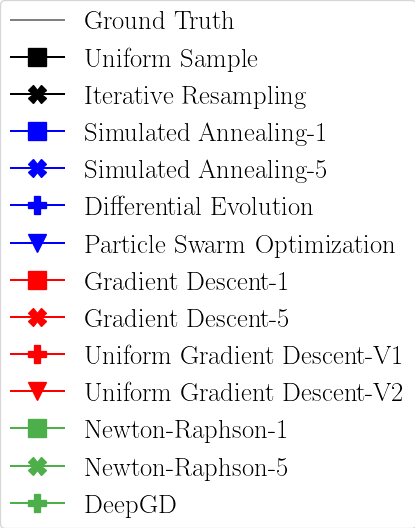 Ground Truth
Uniform Sample
Iterative Resampling
Simulated Annealing-1
Simulated Annealing-5
Differential Evolution
Particle Swarm Optimization
Gradient Descent-1
Gradient Descent-5
Uniform Gradient Descent-V1
Uniform Gradient Descent-V2
Newton-Raphson-1
Newton-Raphson-5
DeepGD